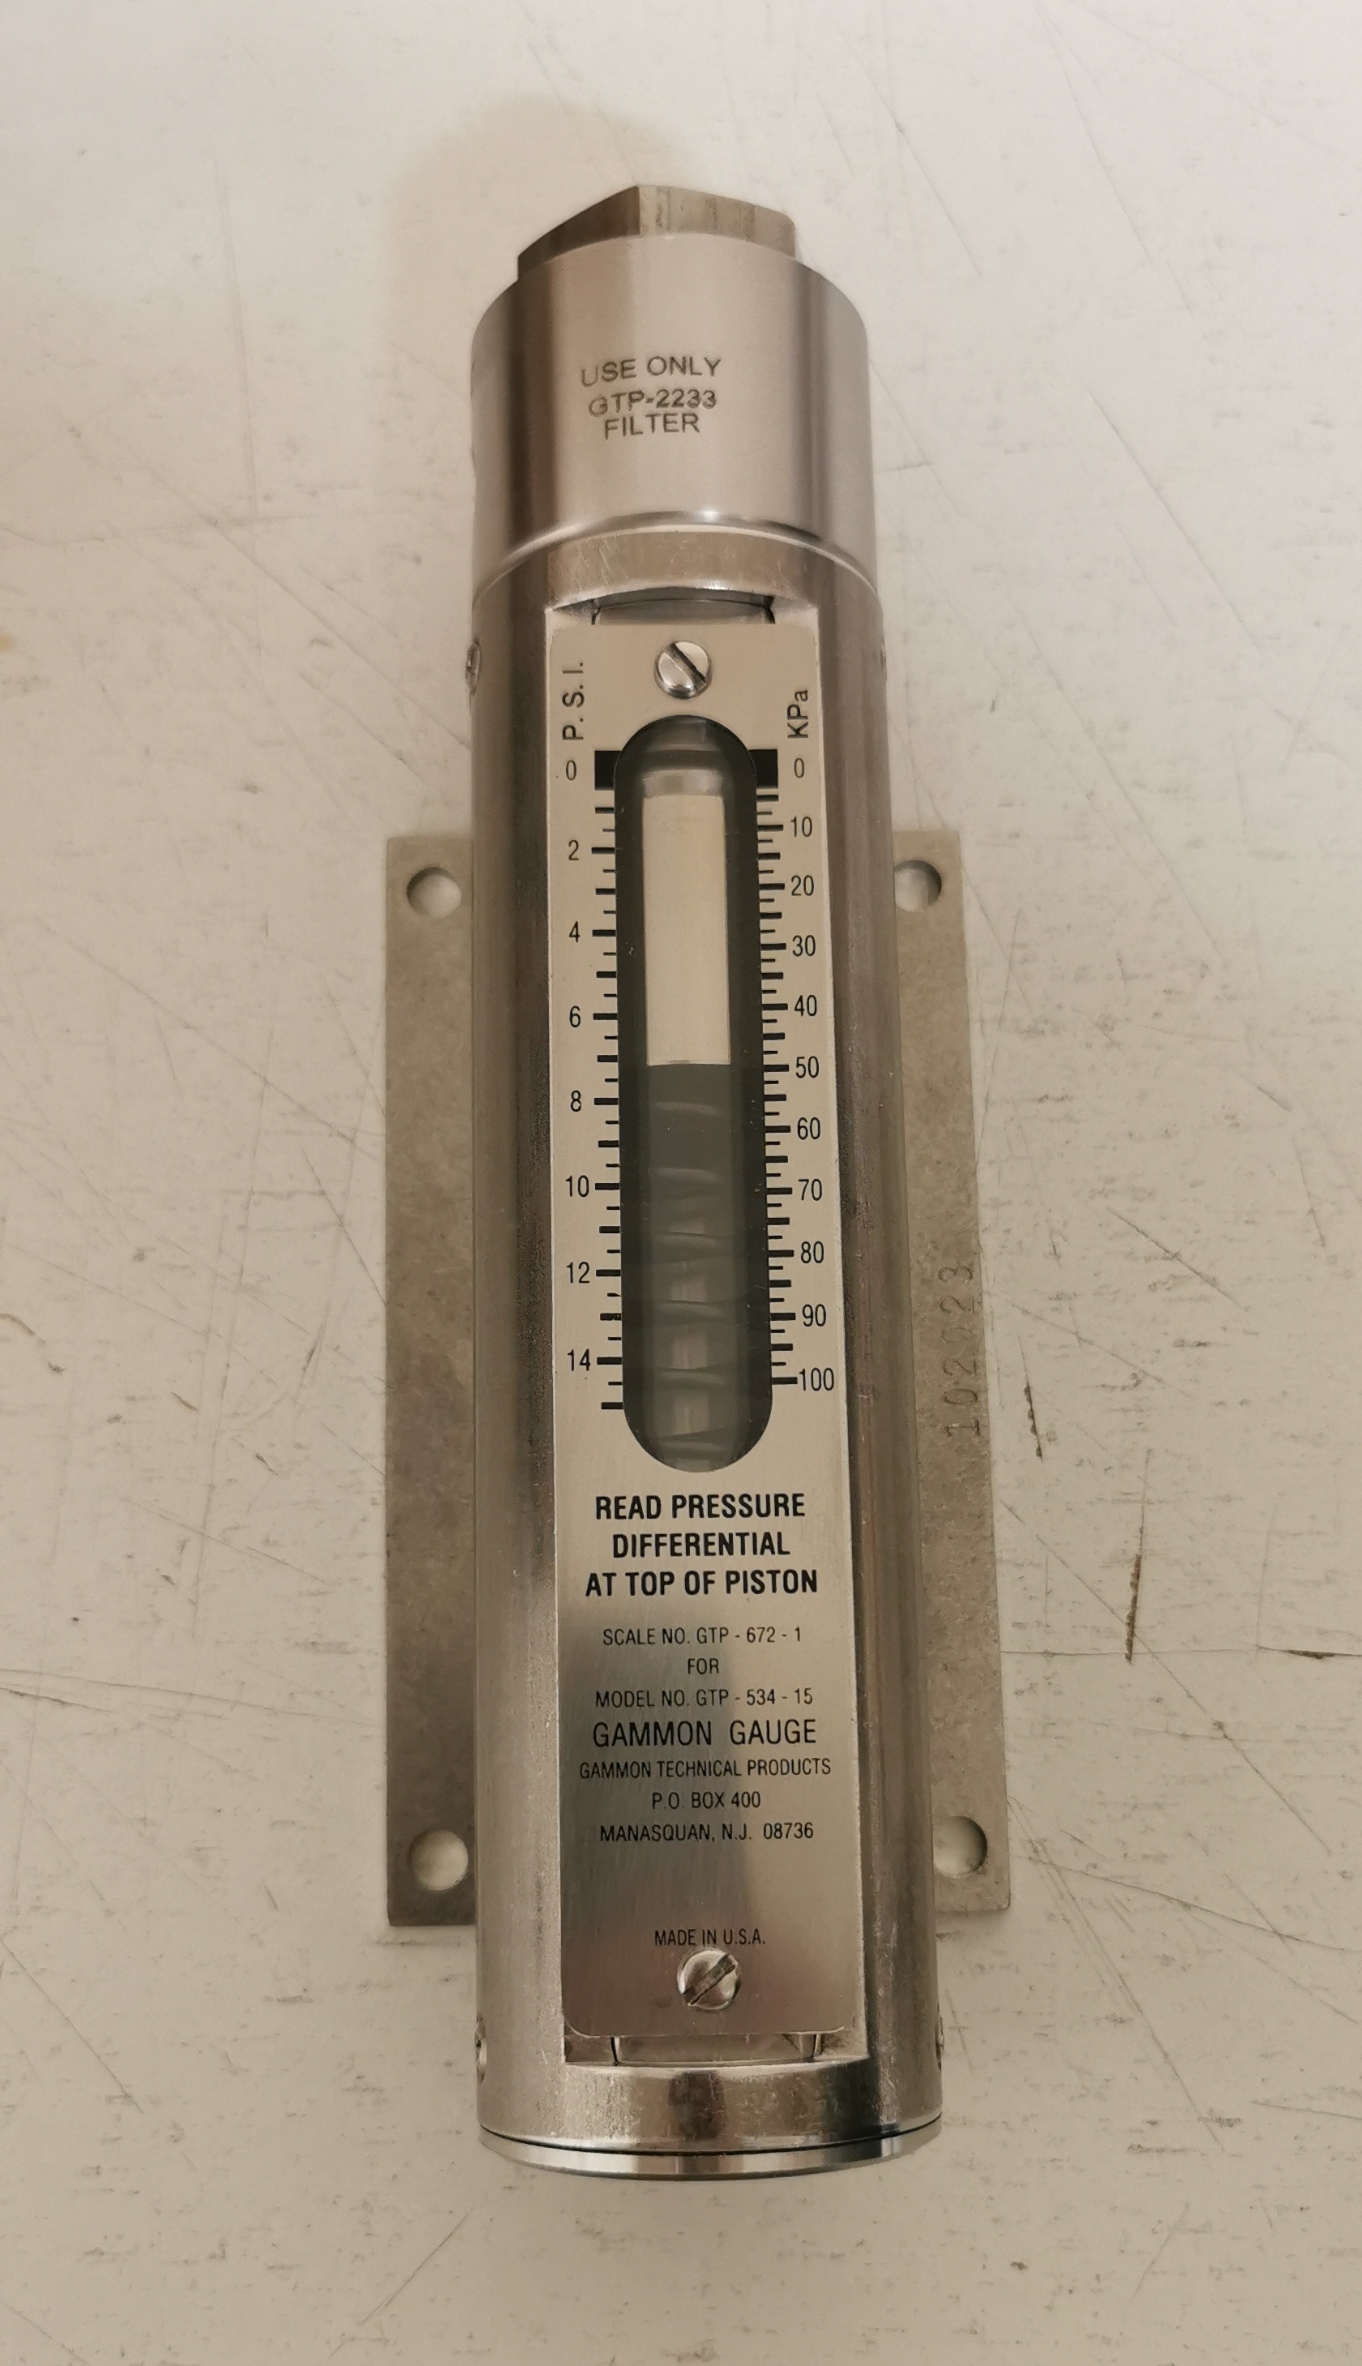 USE ONLY
GTP-2233
FILTER
P.S.I.
KPa
0
2
4
6
8
10
12
14
0
10
20
30
40
50
60
70
80
90
100
READ PRESSURE
DIFFERENTIAL
AT TOP OF PISTON
SCALE NO. GTP - 672 - 1
FOR
MODEL NO. GTP - 534 - 15
GAMMON GAUGE
GAMMON TECHNICAL PRODUCTS
P.O. BOX 400
MANASQUAN, N.J. 08736
MADE IN U.S.A.